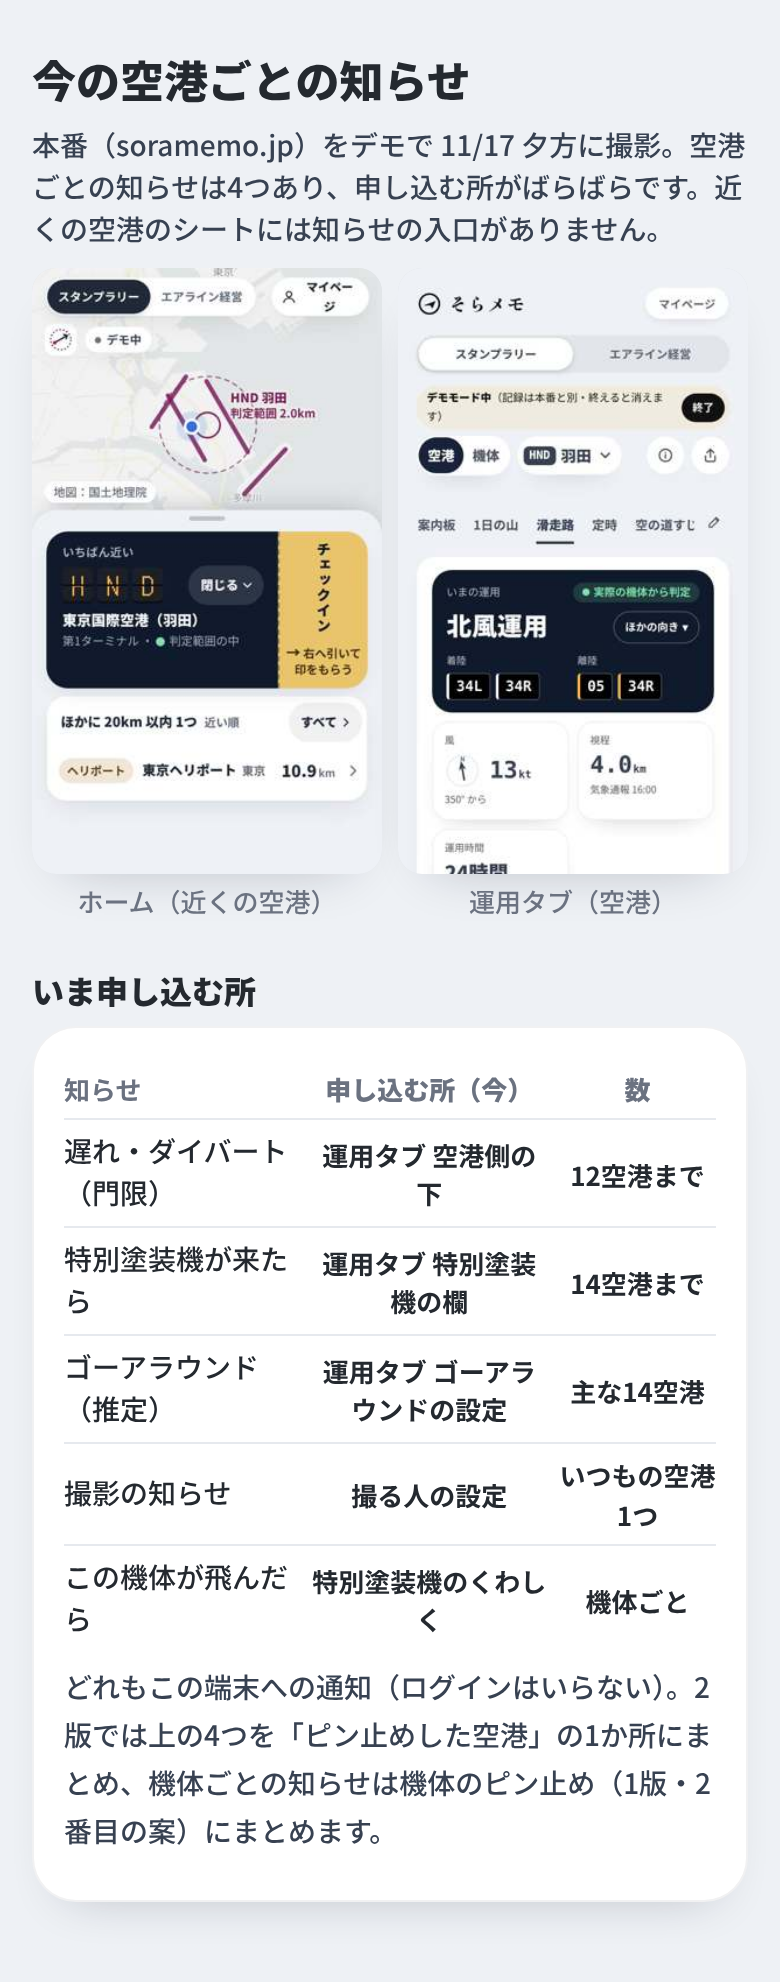 今の空港ごとの知らせ
本番（soramemo.jp）をデモで 11/17 夕方に撮影。空港
ごとの知らせは4つあり、申し込む所がばらばらです。近
くの空港のシートには知らせの入口がありません。
東京
スタンプラリー エアライン経営 マイペー
ジ
デモ中
HND 羽田
判定範囲 2.0km
多摩川
地図：国土地理院
いちばん近い
HND
閉じる
東京国際空港（羽田）
第1ターミナル・● 判定範囲の中
チェックイン
→ 右へ引いて
印をもらう
ほかに 20km 以内 1つ 近い順 すべて >
ヘリポート 東京ヘリポート 東京 10.9km >
ホーム（近くの空港）
そらメモ マイページ
スタンプラリー エアライン経営
デモモード中（記録は本番と別・終えると消えま
す）
終了
空港 機体 HND 羽田
案内板 1日の山 滑走路 定時 空の道すじ
いまの運用 ● 実際の機体から判定
北風運用 ほかの向き ▾
着陸 離陸
34L 34R 05 34R
風
N
13kt
350° から
視程
4.0km
気象通報 16:00
運用時間
24時間
運用タブ（空港）
いま申し込む所
知らせ 申し込む所（今） 数
遅れ・ダイバート
（門限）
運用タブ 空港側の
下
12空港まで
特別塗装機が来た
ら
運用タブ 特別塗装
機の欄
14空港まで
ゴーアラウンド
（推定）
運用タブ ゴーアラ
ウンドの設定
主な14空港
撮影の知らせ
撮る人の設定
いつもの空港
1つ
この機体が飛んだ
ら
特別塗装機のくわし
く
機体ごと
どれもこの端末への通知（ログインはいらない）。2
版では上の4つを「ピン止めした空港」の1か所にま
とめ、機体ごとの知らせは機体のピン止め（1版・2
番目の案）にまとめます。